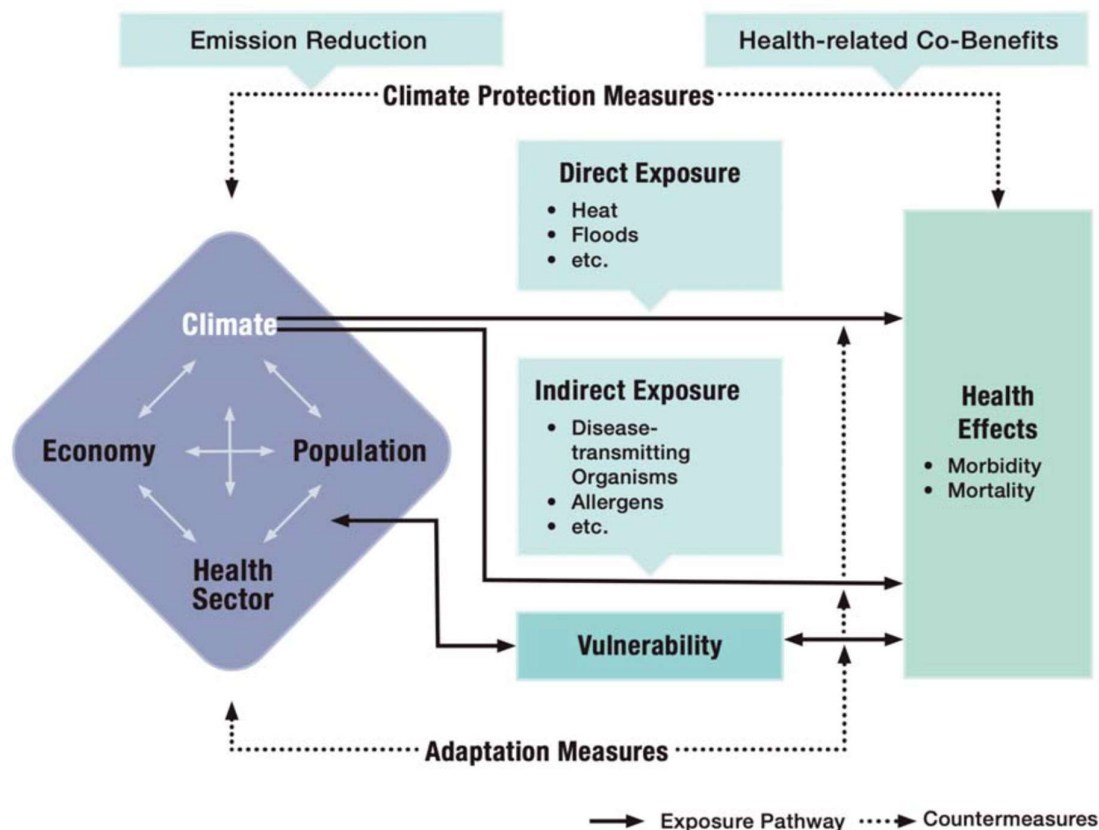 Emission Reduction
Health-related Co-Benefits
Climate Protection Measures
Direct Exposure
• Heat
• Floods
• etc.
Climate
Indirect Exposure
• Disease-
transmitting
Organisms
• Allergens
• etc.
Economy
Population
Health
Sector
Health
Effects
• Morbidity
• Mortality
Vulnerability
Adaptation Measures
Exposure Pathway
Countermeasures